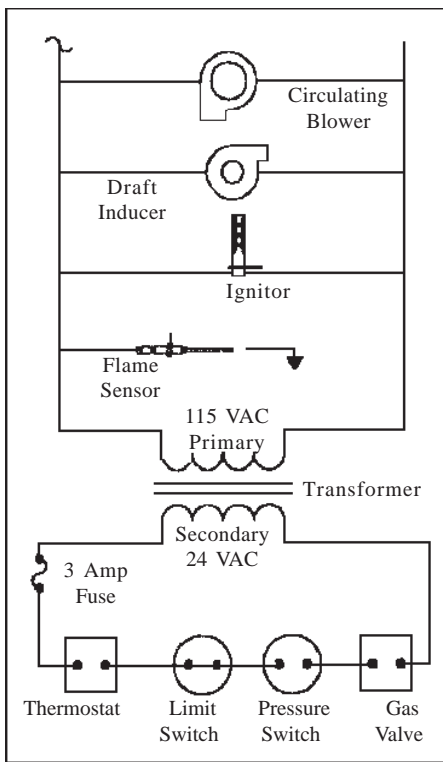 Circulating
Blower
Draft
Inducer
Ignitor
Flame
Sensor
115 VAC
Primary
Transformer
Secondary
24 VAC
3 Amp
Fuse
Thermostat
Limit
Switch
Pressure
Switch
Gas
Valve